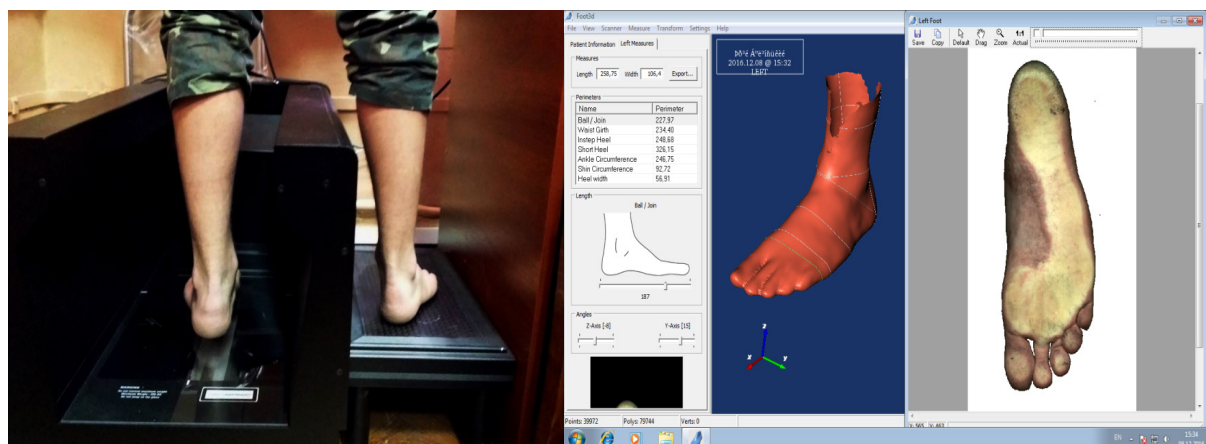 WARNING
Foot3d
File View Scanner Measure Transform Settings Help
Patient Information Left Measures
Measures
Length 258,75 Width 106,4 Export...
Perimeters
Name Perimeter
Ball / Join 227,97
Waist Girth 234,40
Instep Heel 248,68
Short Heel 326,15
Ankle Circumference 246,75
Shin Circumference 92,72
Heel width 56,91
Length
Ball / Join
187
Angles
Z-Axis [-8] Y-Axis [15]
Points: 39972 Polys: 79744 Verts: 0
2016.12.08 @ 15:32
LEFT
z
x y
Left Foot
Save Copy Default Drag Zoom Actual
1:1
EN 15:34